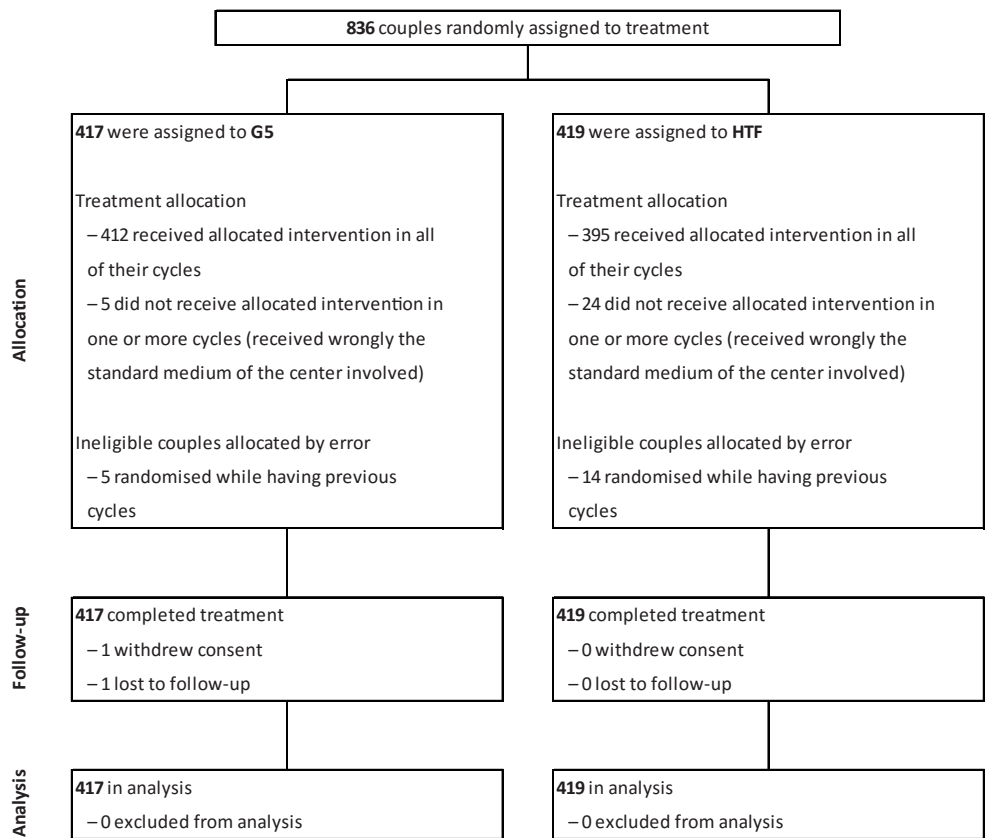 836 couples randomly assigned to treatment
417 were assigned to G5
Treatment allocation
– 412 received allocated intervention in all
of their cycles
– 5 did not receive allocated intervention in
one or more cycles (received wrongly the
standard medium of the center involved)
Ineligible couples allocated by error
– 5 randomised while having previous
cycles
419 were assigned to HTF
Treatment allocation
– 395 received allocated intervention in all
of their cycles
– 24 did not receive allocated intervention in
one or more cycles (received wrongly the
standard medium of the center involved)
Ineligible couples allocated by error
– 14 randomised while having previous
cycles
Allocation
417 completed treatment
– 1 withdrew consent
– 1 lost to follow-up
419 completed treatment
– 0 withdrew consent
– 0 lost to follow-up
Follow-up
417 in analysis
– 0 excluded from analysis
419 in analysis
– 0 excluded from analysis
Analysis